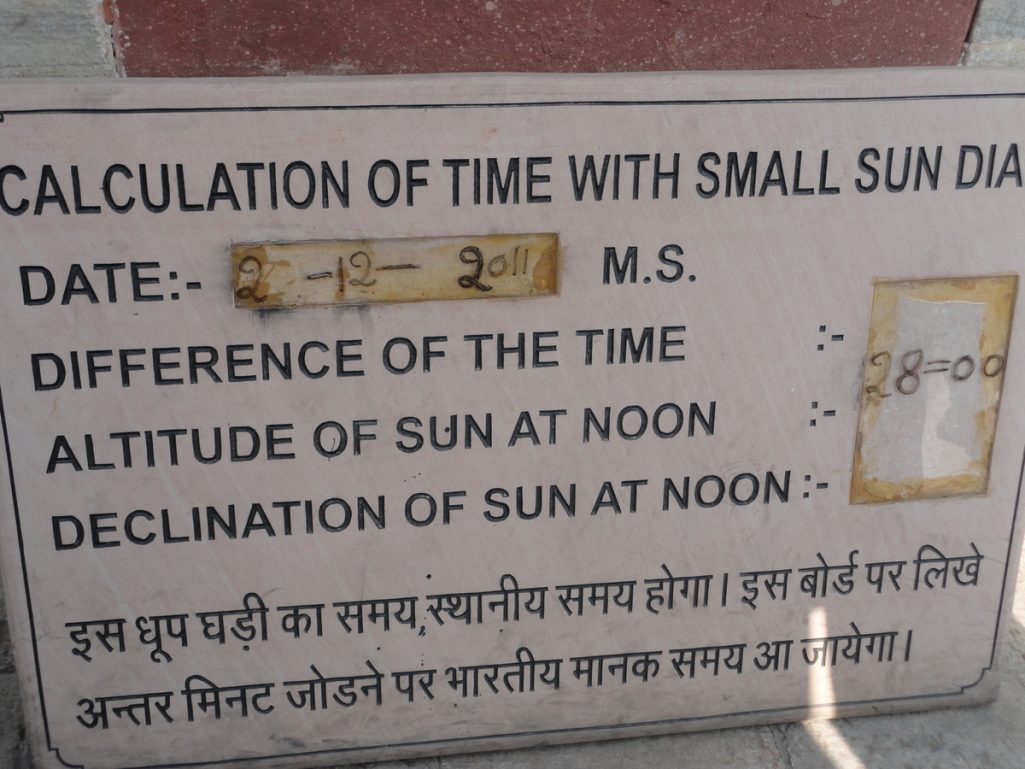 CALCULATION OF TIME WITH SMALL SUN DIA
DATE:- 2 -12- 2011 M.S.
DIFFERENCE OF THE TIME :- 28=00
ALTITUDE OF SUN AT NOON :-
DECLINATION OF SUN AT NOON :-
इस धूप घड़ी का समय, स्थानीय समय होगा। इस बोर्ड पर लिखे
अन्तर मिनट जोडने पर भारतीय मानक समय आ जायेगा।